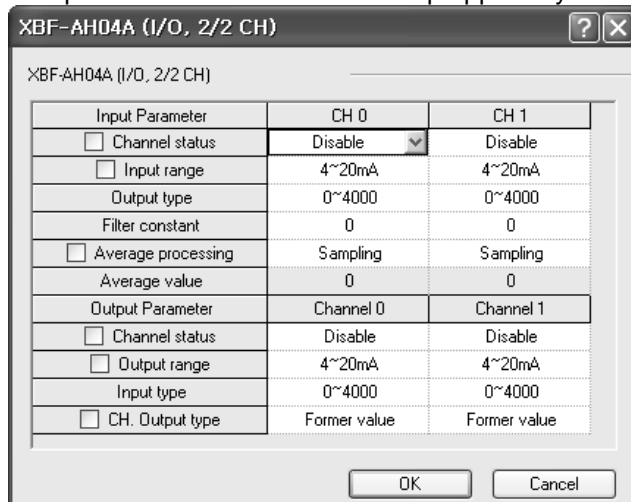 XBF-AH04A (I/O, 2/2 CH)
XBF-AH04A (I/O, 2/2 CH)
Input Parameter CH 0 CH 1
Channel status Disable Disable
Input range 4~20mA 4~20mA
Output type 0~4000 0~4000
Filter constant 0 0
Average processing Sampling Sampling
Average value 0 0
Output Parameter Channel 0 Channel 1
Channel status Disable Disable
Output range 4~20mA 4~20mA
Input type 0~4000 0~4000
CH. Output type Former value Former value
OK Cancel